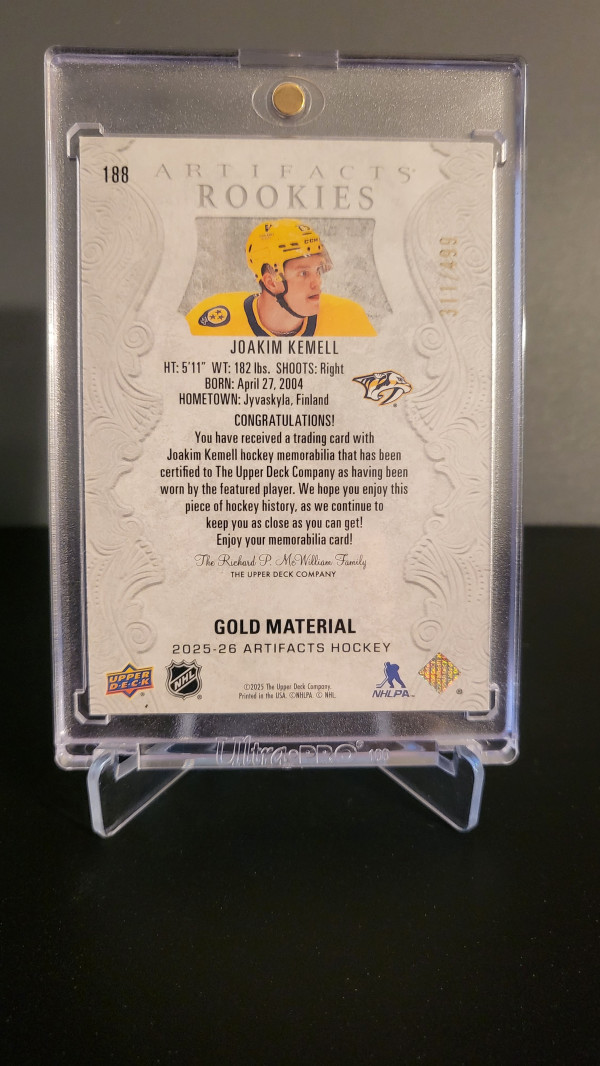 188
ARTIFACTS
ROOKIES
311/499
JOAKIM KEMELL
HT: 5'11" WT: 182 lbs. SHOOTS: Right
BORN: April 27, 2004
HOMETOWN: Jyvaskyla, Finland
CONGRATULATIONS!
You have received a trading card with
Joakim Kemell hockey memorabilia that has been
certified to The Upper Deck Company as having been
worn by the featured player. We hope you enjoy this
piece of hockey history, as we continue to
keep you as close as you can get!
Enjoy your memorabilia card!
The Richard P. McWilliam Family
THE UPPER DECK COMPANY
GOLD MATERIAL
2025-26 ARTIFACTS HOCKEY
UPPER DECK
NHL
©2025 The Upper Deck Company.
Printed in the USA. ©NHLPA. © NHL.
NHLPA
Ultra•PRO